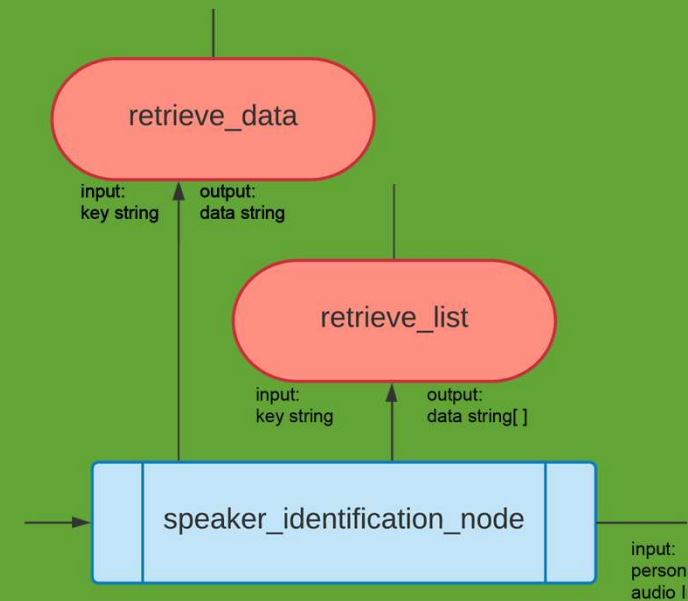 retrieve_data
input:
key string
output:
data string
retrieve_list
input:
key string
output:
data string[ ]
speaker_identification_node
input:
person
audio